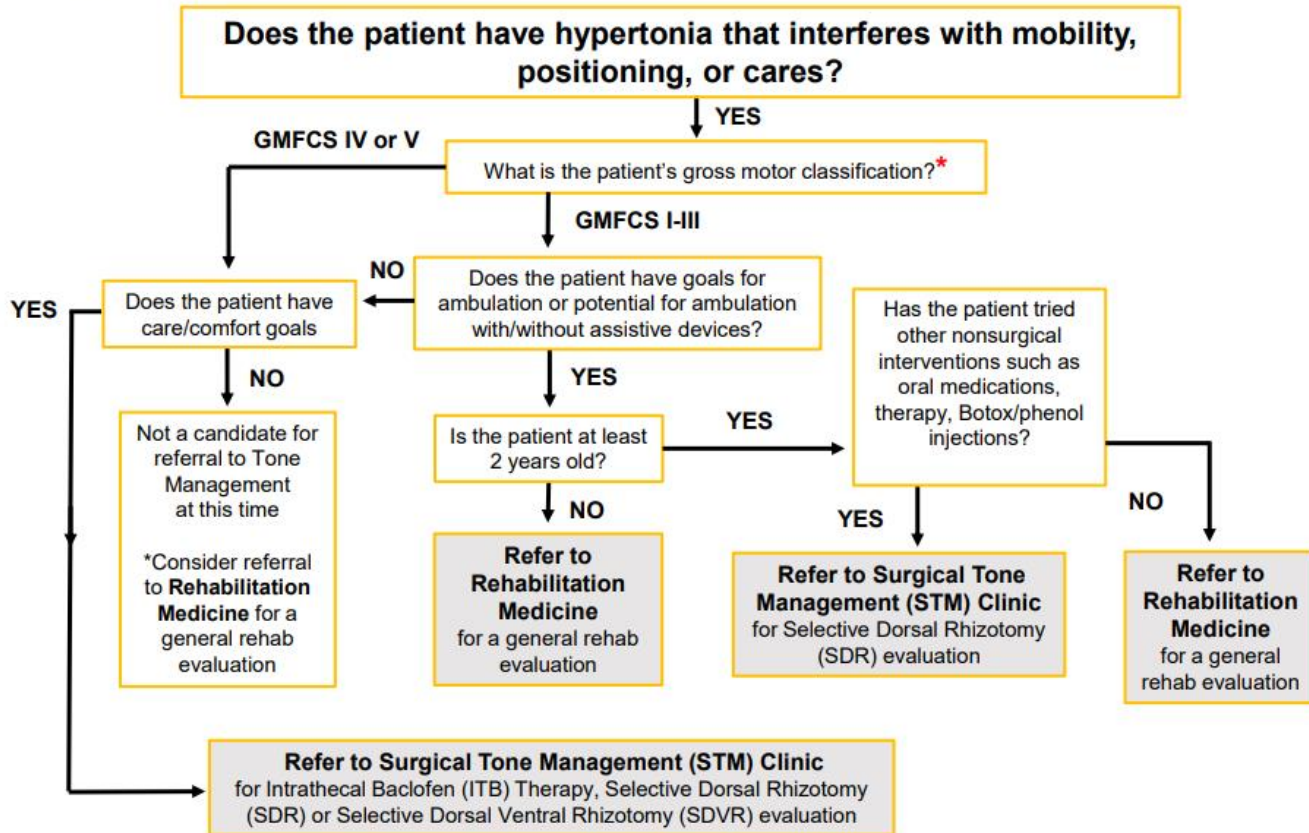 Does the patient have hypertonia that interferes with mobility,
positioning, or cares?
YES
GMFCS IV or V
What is the patient's gross motor classification?*
GMFCS I-III
NO
Does the patient have goals for
ambulation or potential for ambulation
with/without assistive devices?
YES
Does the patient have
care/comfort goals
Has the patient tried
other nonsurgical
interventions such as
oral medications,
therapy, Botox/phenol
injections?
NO
YES
Not a candidate for
referral to Tone
Management
at this time
*Consider referral
to Rehabilitation
Medicine for a
general rehab
evaluation
Is the patient at least
2 years old?
YES
NO
YES
NO
Refer to
Rehabilitation
Medicine
for a general rehab
evaluation
Refer to Surgical Tone
Management (STM) Clinic
for Selective Dorsal Rhizotomy
(SDR) evaluation
Refer to
Rehabilitation
Medicine
for a general
rehab evaluation
Refer to Surgical Tone Management (STM) Clinic
for Intrathecal Baclofen (ITB) Therapy, Selective Dorsal Rhizotomy
(SDR) or Selective Dorsal Ventral Rhizotomy (SDVR) evaluation